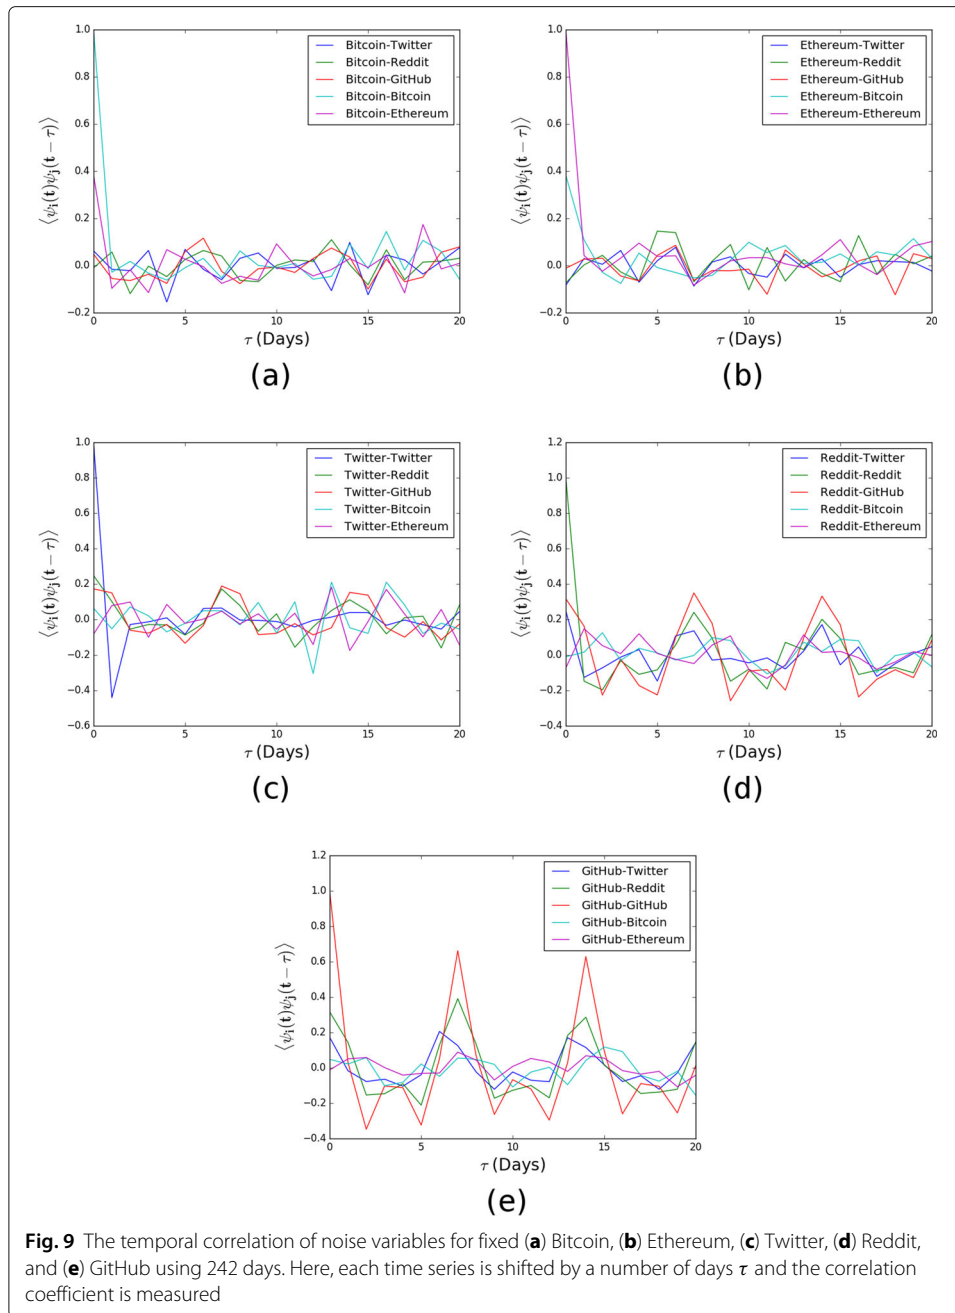 1.0
0.8
0.6
0.4
0.2
0.0
−0.2
0
5
10
15
20
⟨ψi(t)ψj(t − τ)⟩
τ (Days)
Bitcoin-Twitter
Bitcoin-Reddit
Bitcoin-GitHub
Bitcoin-Bitcoin
Bitcoin-Ethereum
(a)
1.0
0.8
0.6
0.4
0.2
0.0
−0.2
0
5
10
15
20
⟨ψi(t)ψj(t − τ)⟩
τ (Days)
Ethereum-Twitter
Ethereum-Reddit
Ethereum-GitHub
Ethereum-Bitcoin
Ethereum-Ethereum
(b)
1.0
0.8
0.6
0.4
0.2
0.0
−0.2
−0.4
−0.6
0
5
10
15
20
⟨ψi(t)ψj(t − τ)⟩
τ (Days)
Twitter-Twitter
Twitter-Reddit
Twitter-GitHub
Twitter-Bitcoin
Twitter-Ethereum
(c)
1.2
1.0
0.8
0.6
0.4
0.2
0.0
−0.2
−0.4
0
5
10
15
20
⟨ψi(t)ψj(t − τ)⟩
τ (Days)
Reddit-Twitter
Reddit-Reddit
Reddit-GitHub
Reddit-Bitcoin
Reddit-Ethereum
(d)
1.2
1.0
0.8
0.6
0.4
0.2
0.0
−0.2
−0.4
0
5
10
15
20
⟨ψi(t)ψj(t − τ)⟩
τ (Days)
GitHub-Twitter
GitHub-Reddit
GitHub-GitHub
GitHub-Bitcoin
GitHub-Ethereum
(e)
Fig. 9 The temporal correlation of noise variables for fixed (a) Bitcoin, (b) Ethereum, (c) Twitter, (d) Reddit,
and (e) GitHub using 242 days. Here, each time series is shifted by a number of days τ and the correlation
coefficient is measured